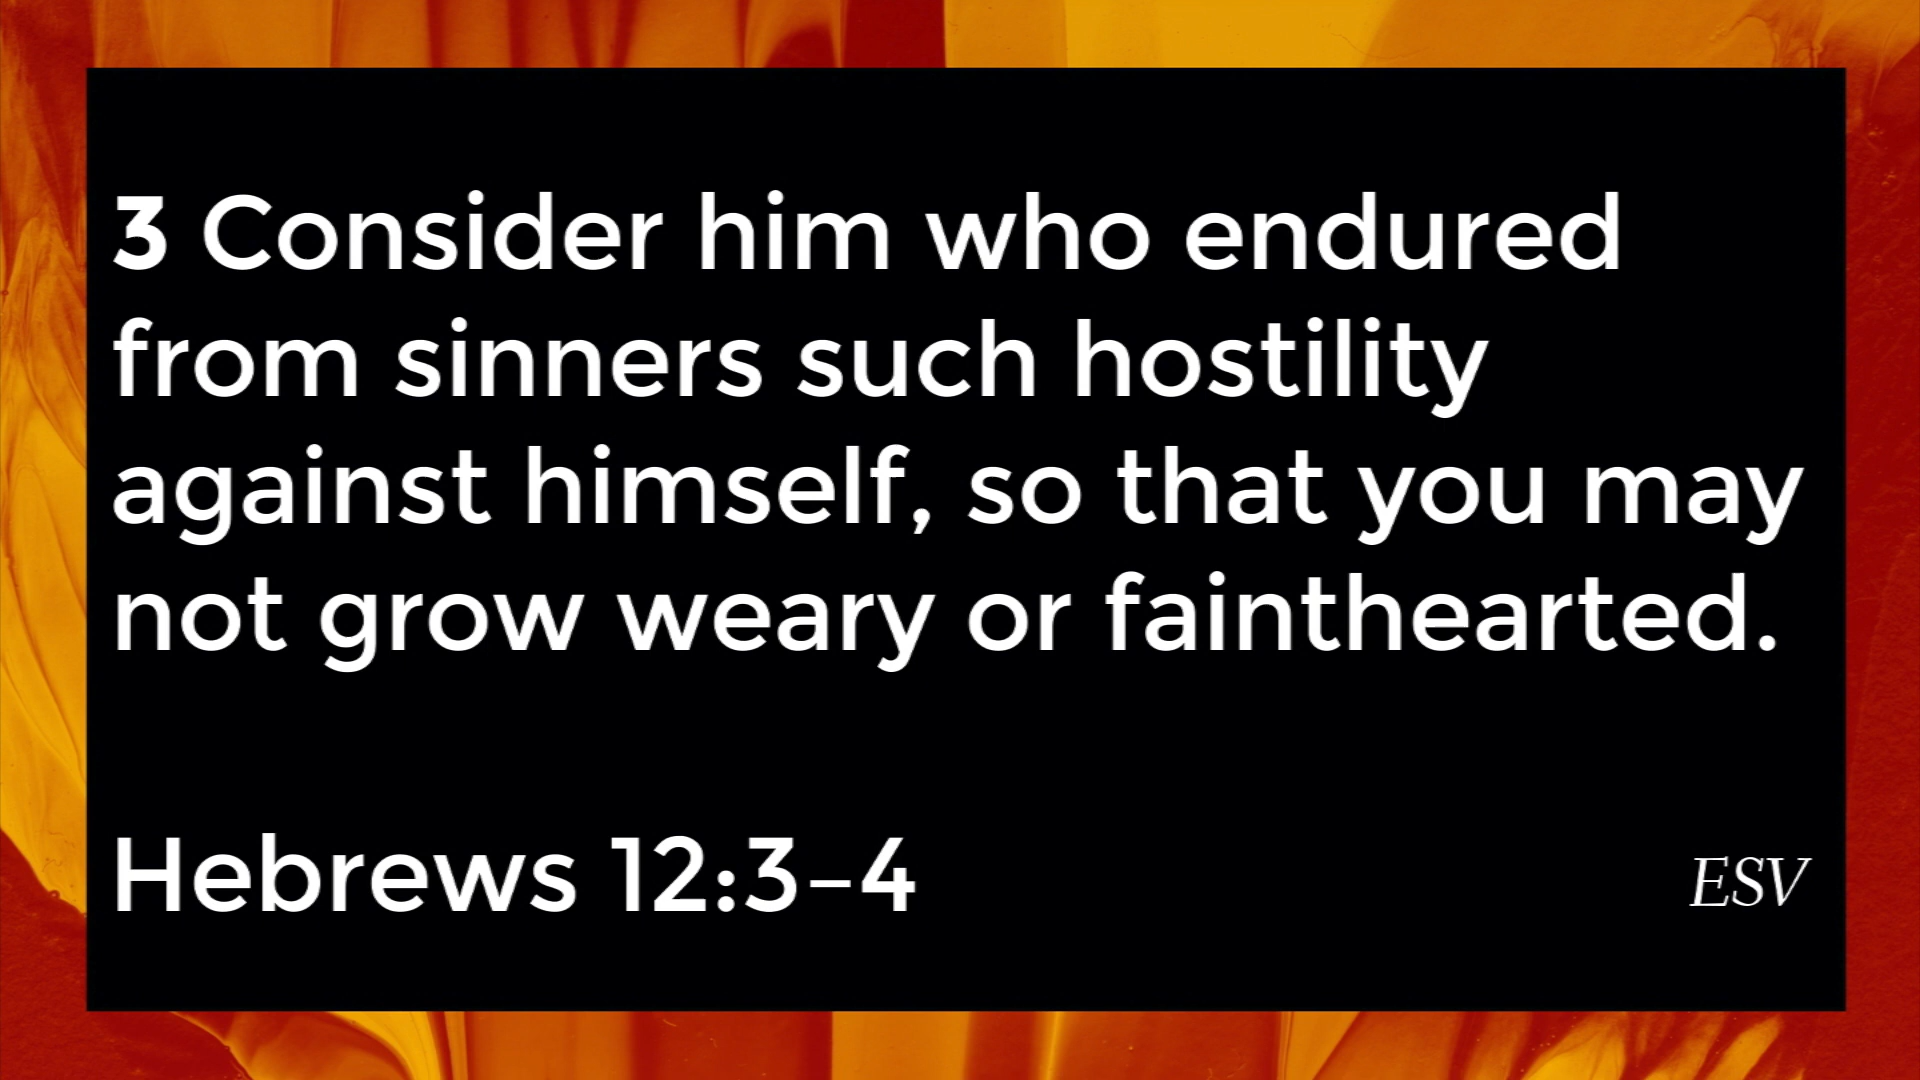 3 Consider him who endured
from sinners such hostility
against himself, so that you may
not grow weary or fainthearted.
Hebrews 12:3–4
ESV